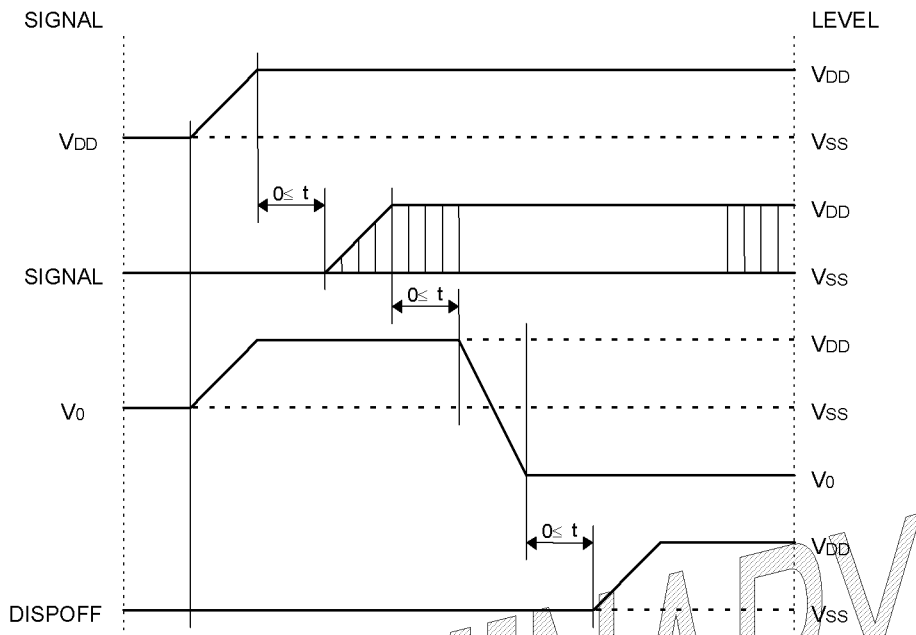 SIGNAL LEVEL
VDD
VDD VSS
0≤ t VDD
SIGNAL VSS
0≤ t
VDD
V0 VSS
V0
0≤ t VDD
DISPOFF VSS